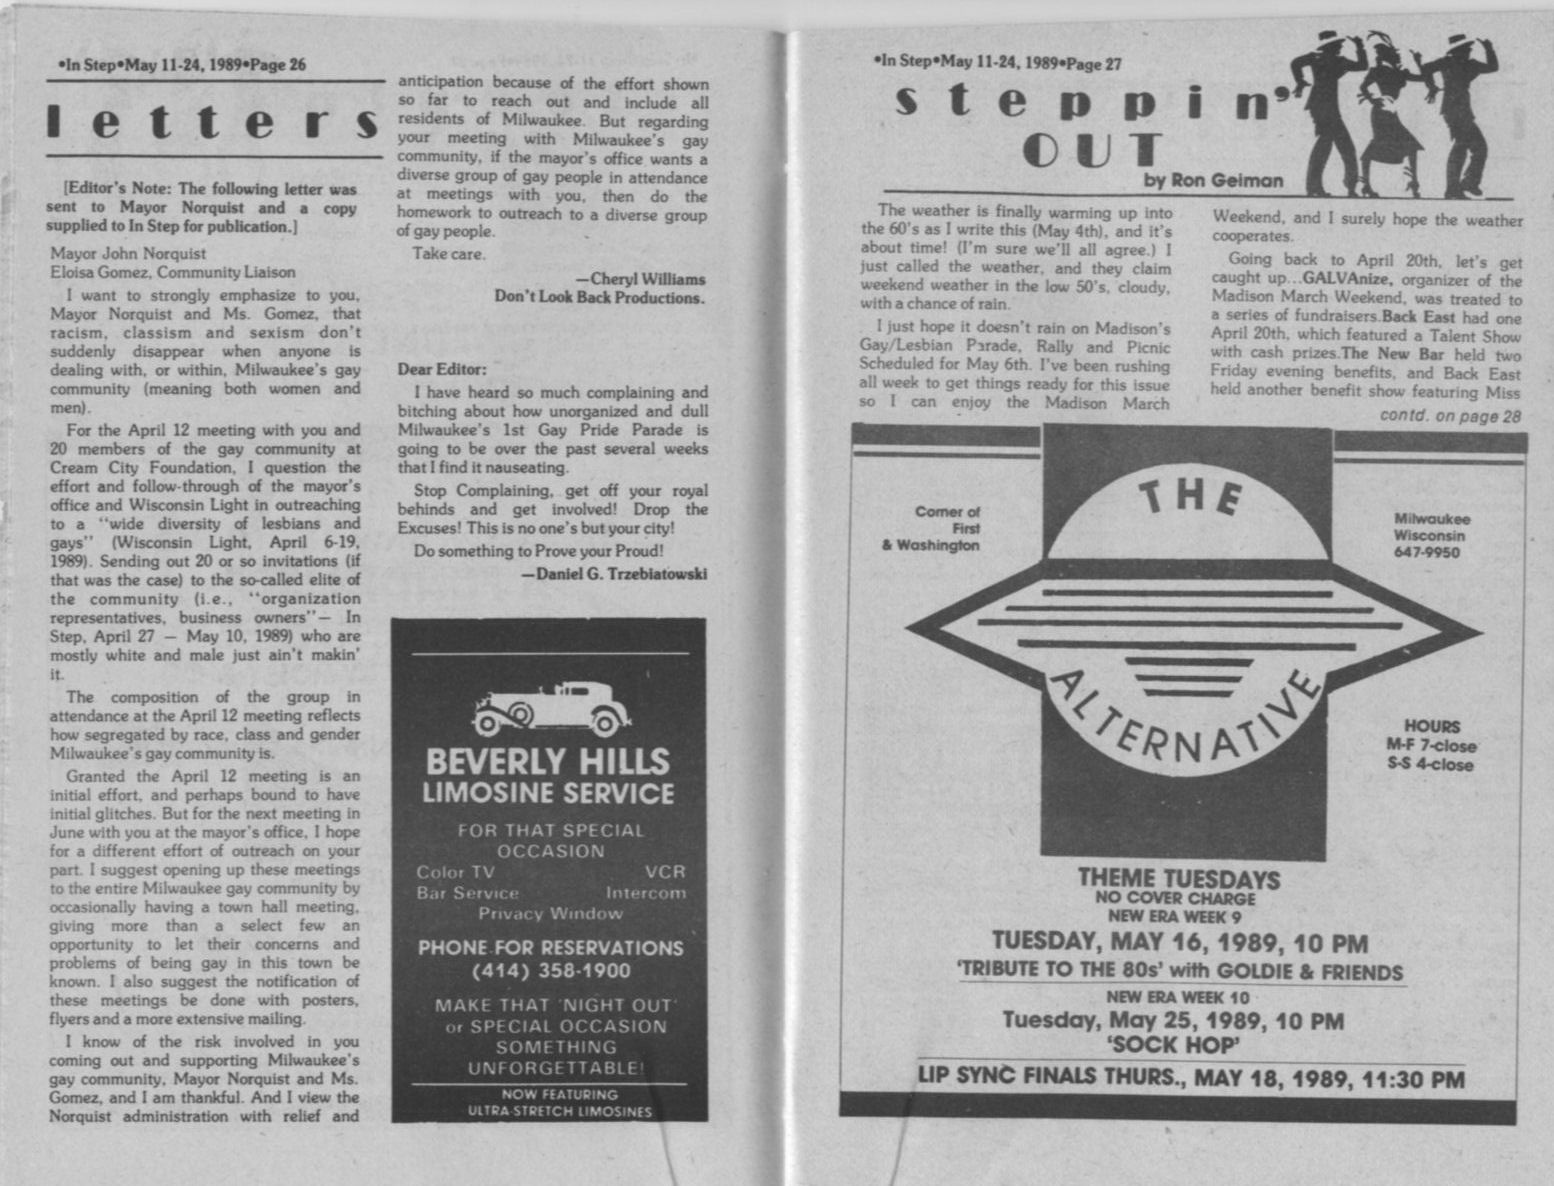 •In Step•May 11-24, 1989•Page 26
letters
[Editor's Note: The following letter was
sent to Mayor Norquist and a copy
supplied to In Step for publication.]
Mayor John Norquist
Eloisa Gomez, Community Liaison
I want to strongly emphasize to you,
Mayor Norquist and Ms. Gomez, that
racism, classism and sexism don't
suddenly disappear when anyone is
dealing with, or within, Milwaukee's gay
community (meaning both women and
men).
For the April 12 meeting with you and
20 members of the gay community at
Cream City Foundation, I question the
effort and follow-through of the mayor's
office and Wisconsin Light in outreaching
to a "wide diversity of lesbians and
gays" (Wisconsin Light, April 6-19,
1989). Sending out 20 or so invitations (if
that was the case) to the so-called elite of
the community (i.e., "organization
representatives, business owners"— In
Step, April 27 — May 10, 1989) who are
mostly white and male just ain't makin'
it.
The composition of the group in
attendance at the April 12 meeting reflects
how segregated by race, class and gender
Milwaukee's gay community is.
Granted the April 12 meeting is an
initial effort, and perhaps bound to have
initial glitches. But for the next meeting in
June with you at the mayor's office, I hope
for a different effort of outreach on your
part. I suggest opening up these meetings
to the entire Milwaukee gay community by
occasionally having a town hall meeting,
giving more than a select few an
opportunity to let their concerns and
problems of being gay in this town be
known. I also suggest the notification of
these meetings be done with posters,
flyers and a more extensive mailing.
I know of the risk involved in you
coming out and supporting Milwaukee's
gay community, Mayor Norquist and Ms.
Gomez, and I am thankful. And I view the
Norquist administration with relief and
anticipation because of the effort shown
so far to reach out and include all
residents of Milwaukee. But regarding
your meeting with Milwaukee's gay
community, if the mayor's office wants a
diverse group of gay people in attendance
at meetings with you, then do the
homework to outreach to a diverse group
of gay people.
Take care.
—Cheryl Williams
Don't Look Back Productions.
Dear Editor:
I have heard so much complaining and
bitching about how unorganized and dull
Milwaukee's 1st Gay Pride Parade is
going to be over the past several weeks
that I find it nauseating.
Stop Complaining, get off your royal
behinds and get involved! Drop the
Excuses! This is no one's but your city!
Do something to Prove your Proud!
—Daniel G. Trzebiatowski
BEVERLY HILLS
LIMOSINE SERVICE
FOR THAT SPECIAL
OCCASION
Color TV VCR
Bar Service Intercom
Privacy Window
PHONE FOR RESERVATIONS
(414) 358-1900
MAKE THAT 'NIGHT OUT'
or SPECIAL OCCASION
SOMETHING
UNFORGETTABLE!
NOW FEATURING
ULTRA-STRETCH LIMOSINES
•In Step•May 11-24, 1989•Page 27
steppin'
OUT
by Ron Geiman
The weather is finally warming up into
the 60's as I write this (May 4th), and it's
about time! (I'm sure we'll all agree.) I
just called the weather, and they claim
weekend weather in the low 50's, cloudy,
with a chance of rain.
I just hope it doesn't rain on Madison's
Gay/Lesbian Parade, Rally and Picnic
Scheduled for May 6th. I've been rushing
all week to get things ready for this issue
so I can enjoy the Madison March
Weekend, and I surely hope the weather
cooperates.
Going back to April 20th, let's get
caught up...GALVAnize, organizer of the
Madison March Weekend, was treated to
a series of fundraisers.Back East had one
April 20th, which featured a Talent Show
with cash prizes.The New Bar held two
Friday evening benefits, and Back East
held another benefit show featuring Miss
contd. on page 28
THE
ALTERNATIVE
Corner of
First
& Washington
Milwaukee
Wisconsin
647-9950
HOURS
M-F 7-close
S-S 4-close
THEME TUESDAYS
NO COVER CHARGE
NEW ERA WEEK 9
TUESDAY, MAY 16, 1989, 10 PM
'TRIBUTE TO THE 80s' with GOLDIE & FRIENDS
NEW ERA WEEK 10
Tuesday, May 25, 1989, 10 PM
'SOCK HOP'
LIP SYNC FINALS THURS., MAY 18, 1989, 11:30 PM